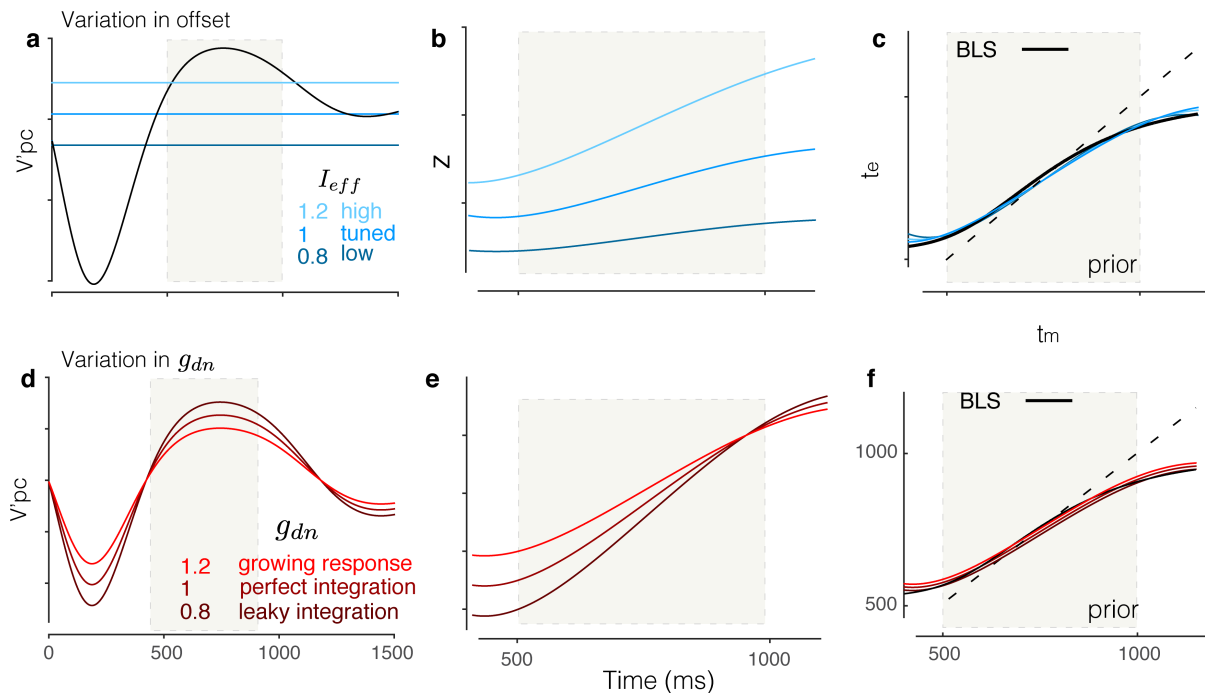 Variation in offset
a
V'pc
I_eff
1.2 high
1 tuned
0.8 low
b
Z
c
BLS
t_e
prior
t_m
Variation in g_dn
d
V'pc
g_dn
1.2 growing response
1 perfect integration
0.8 leaky integration
0 500 1000 1500
e
500 1000
Time (ms)
f
BLS
1000
500
prior
500 1000